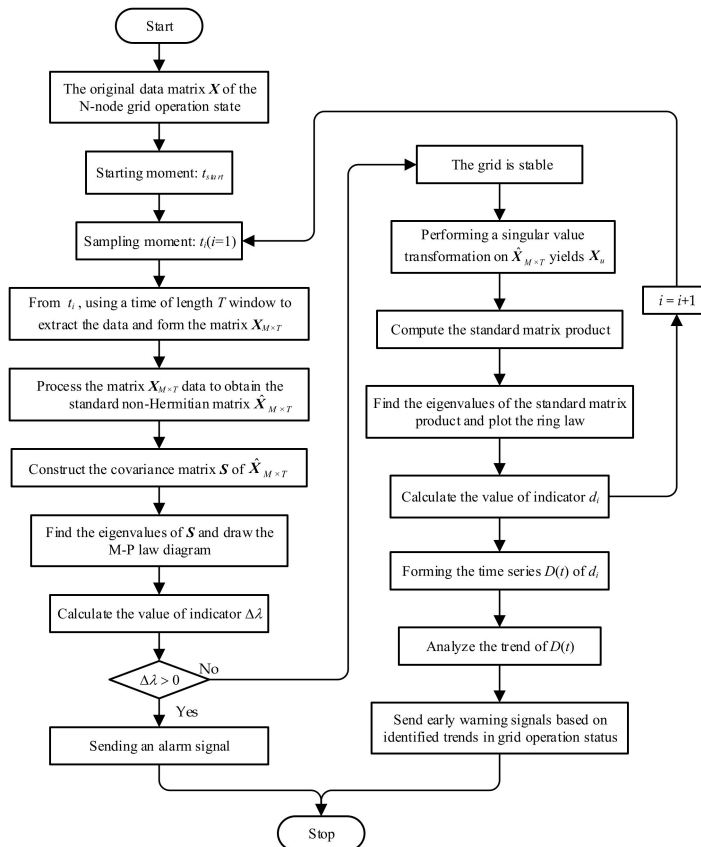 Start
The original data matrix X of the
N-node grid operation state
Starting moment: t_start
Sampling moment: t_i(i=1)
From t_i , using a time of length T window to
extract the data and form the matrix X_M×T
Process the matrix X_M×T data to obtain the
standard non-Hermitian matrix X̂_M×T
Construct the covariance matrix S of X̂_M×T
Find the eigenvalues of S and draw the
M-P law diagram
Calculate the value of indicator Δλ
Δλ > 0
No
Yes
Sending an alarm signal
The grid is stable
Performing a singular value
transformation on X̂_M×T yields X_u
Compute the standard matrix product
Find the eigenvalues of the standard matrix
product and plot the ring law
Calculate the value of indicator d_i
i = i+1
Forming the time series D(t) of d_i
Analyze the trend of D(t)
Send early warning signals based on
identified trends in grid operation status
Stop